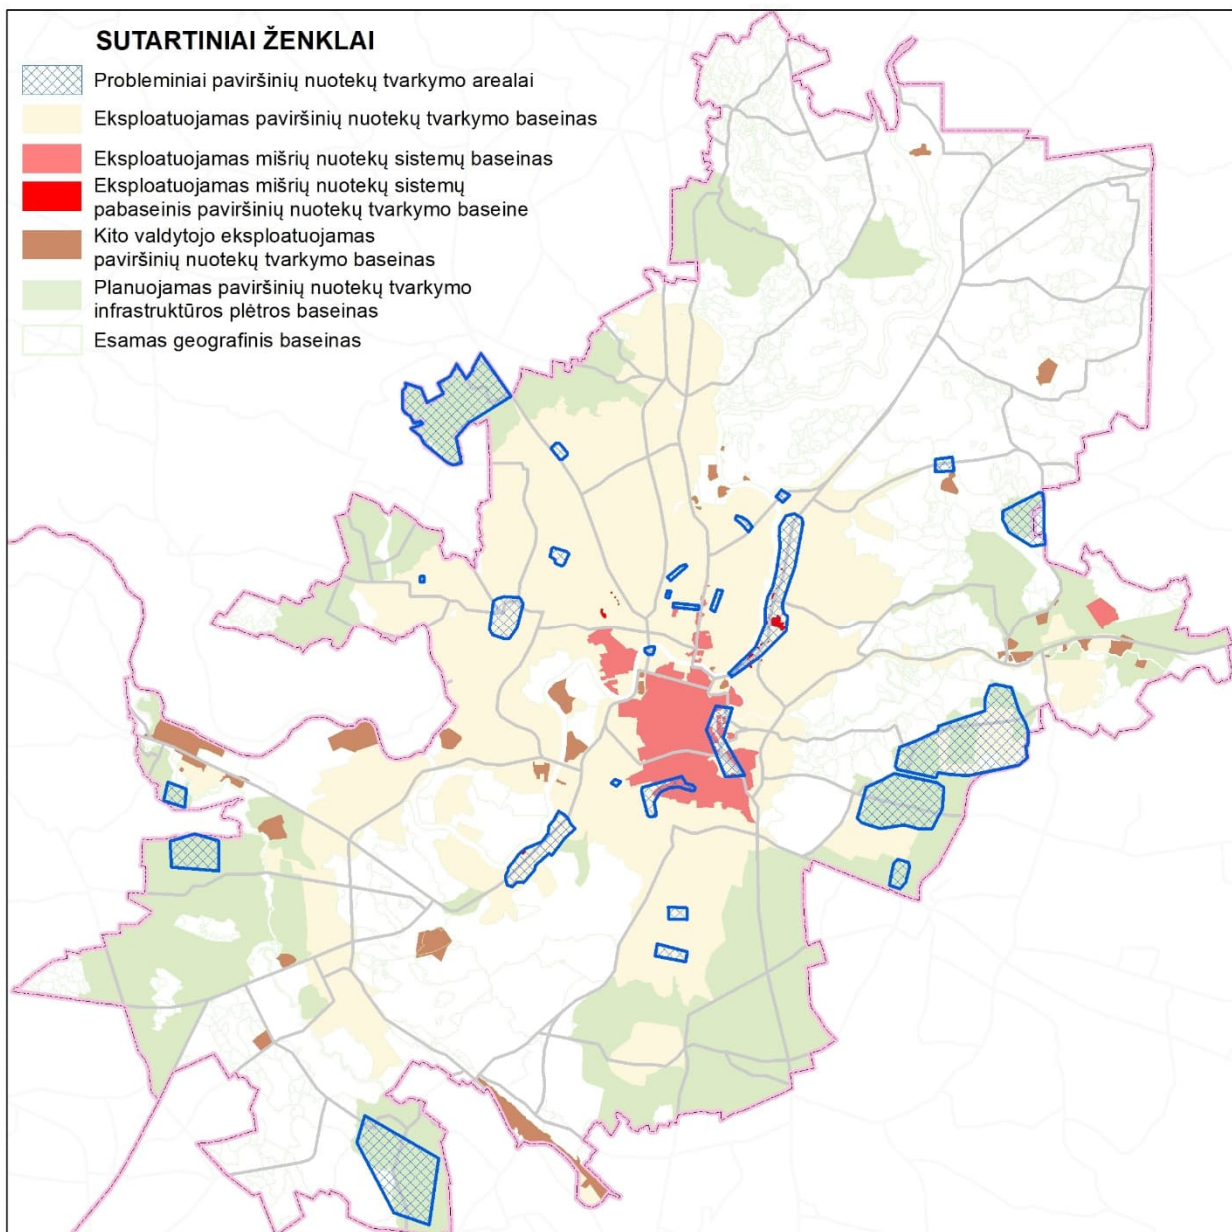 SUTARTINIAI ŽENKLAI
Probleminiai paviršinių nuotekų tvarkymo arealai
Eksploatuojamas paviršinių nuotekų tvarkymo baseinas
Eksploatuojamas mišrių nuotekų sistemų baseinas
Eksploatuojamas mišrių nuotekų sistemų
pabaseinis paviršinių nuotekų tvarkymo baseine
Kito valdytojo eksploatuojamas
paviršinių nuotekų tvarkymo baseinas
Planuojamas paviršinių nuotekų tvarkymo
infrastruktūros plėtros baseinas
Esamas geografinis baseinas